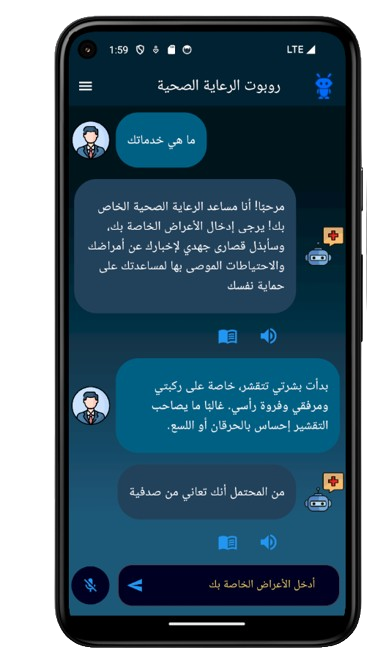 1:59
LTE
روبوت الرعاية الصحية
ما هي خدماتك
مرحبًا! أنا مساعد الرعاية الصحية الخاص
بك! يرجى إدخال الأعراض الخاصة بك،
وسأبذل قصارى جهدي لإخبارك عن أمراضك
والاحتياطات الموصى بها لمساعدتك على
حماية نفسك
بدأت بشرتي تتقشر، خاصة على ركبتي
ومرفقي وفروة رأسي. غالبًا ما يصاحب
التقشير إحساس بالحرقان أو اللسع.
من المحتمل أنك تعاني من صدفية
أدخل الأعراض الخاصة بك